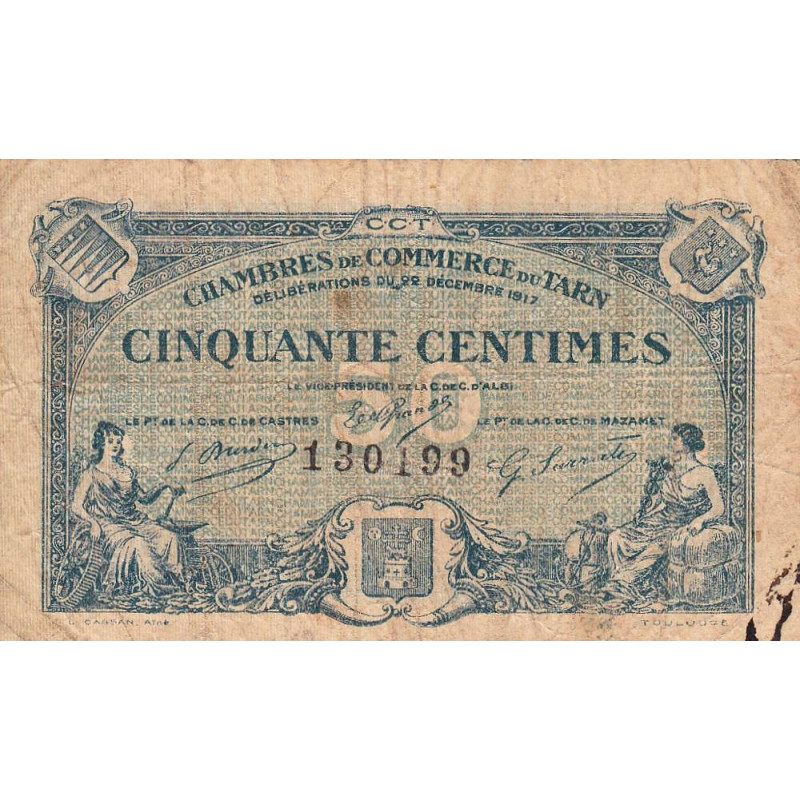 CCT
CHAMBRES DE COMMERCE DU TARN
DÉLIBÉRATIONS DU 22 DÉCEMBRE 1917
CINQUANTE CENTIMES
50
LE VICE-PRÉSIDENT DE LA C. DE C. D'ALBI
LE PT DE LA C. DE C. DE CASTRES
LE PT DE LA C. DE C. DE MAZAMET
130199
TOULOUSE